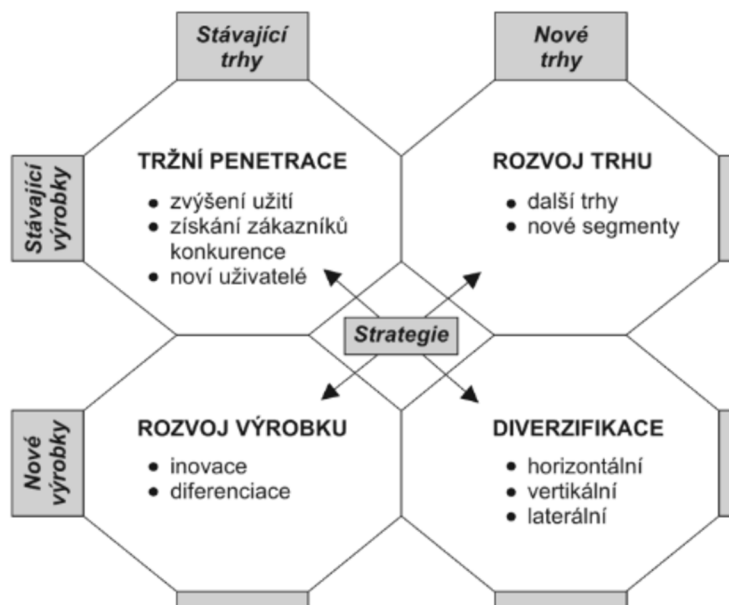 Stávající
trhy
Nové
trhy
Stávající
výrobky
TRŽNÍ PENETRACE
● zvýšení užití
● získání zákazníků
konkurence
● noví uživatelé
ROZVOJ TRHU
● další trhy
● nové segmenty
Strategie
Nové
výrobky
ROZVOJ VÝROBKU
● inovace
● diferenciace
DIVERZIFIKACE
● horizontální
● vertikální
● laterální